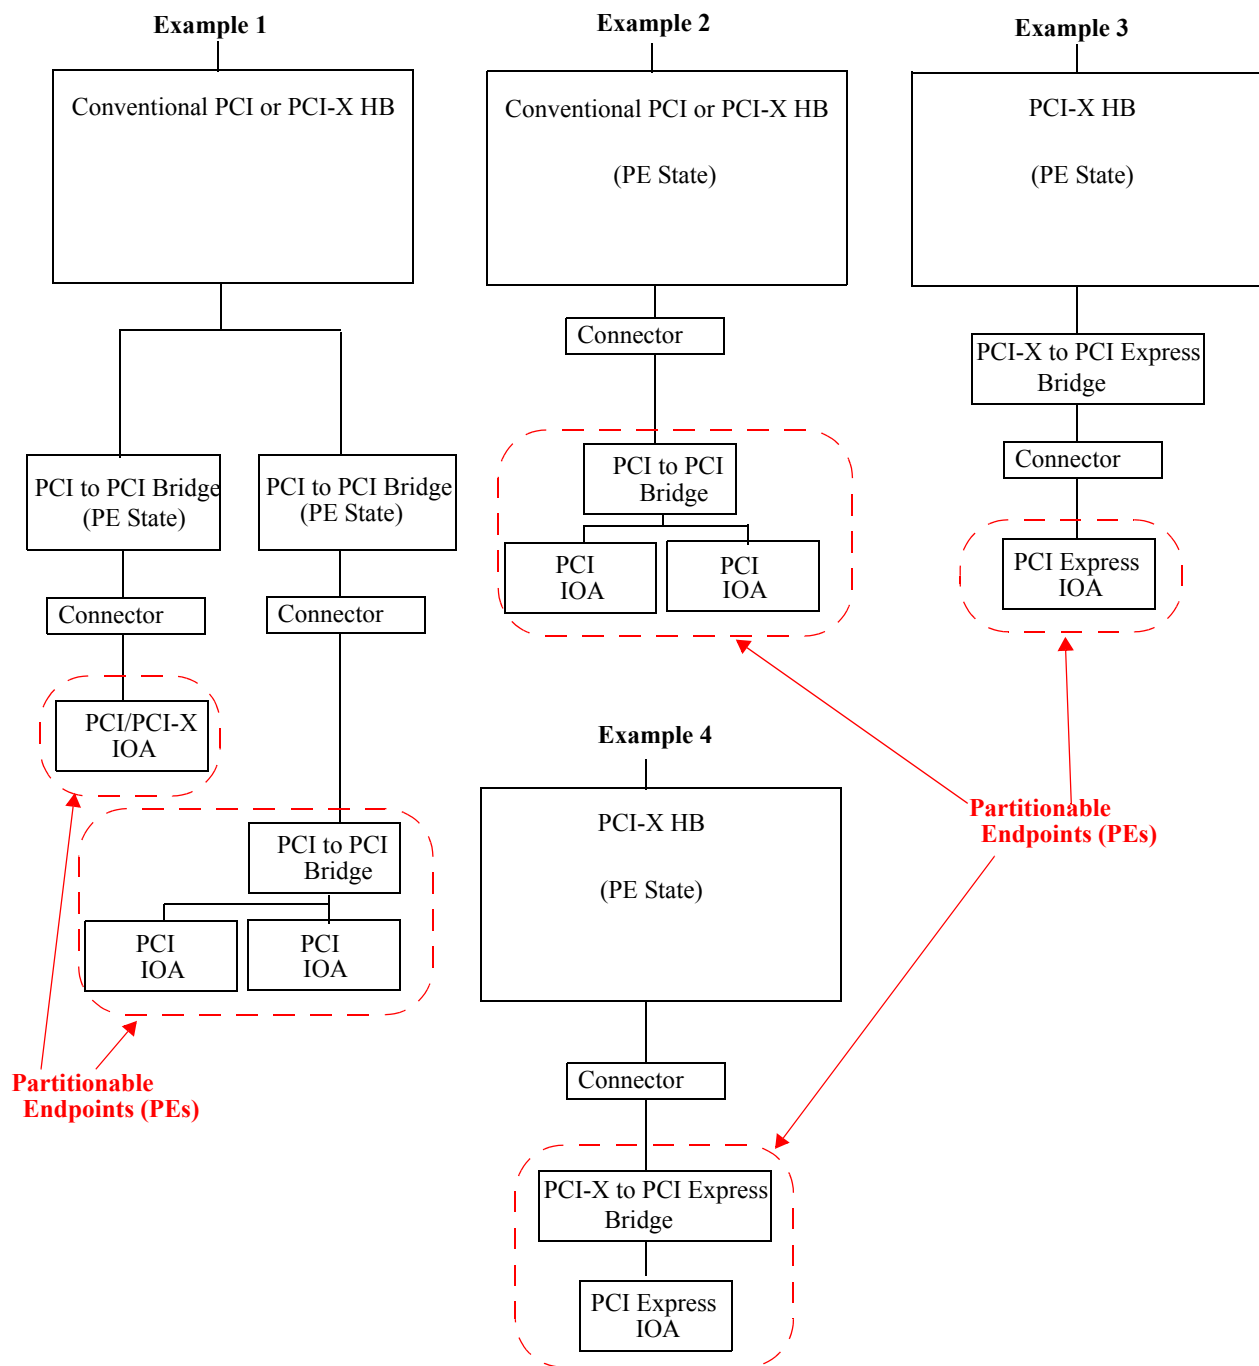 Example 1
Conventional PCI or PCI-X HB
PCI to PCI Bridge
(PE State)
PCI to PCI Bridge
(PE State)
Connector
Connector
PCI/PCI-X
IOA
PCI to PCI
Bridge
PCI
IOA
PCI
IOA
Partitionable
Endpoints (PEs)
Example 2
Conventional PCI or PCI-X HB
(PE State)
Connector
PCI to PCI
Bridge
PCI
IOA
PCI
IOA
Example 3
PCI-X HB
(PE State)
PCI-X to PCI Express
Bridge
Connector
PCI Express
IOA
Partitionable
Endpoints (PEs)
Example 4
PCI-X HB
(PE State)
Connector
PCI-X to PCI Express
Bridge
PCI Express
IOA